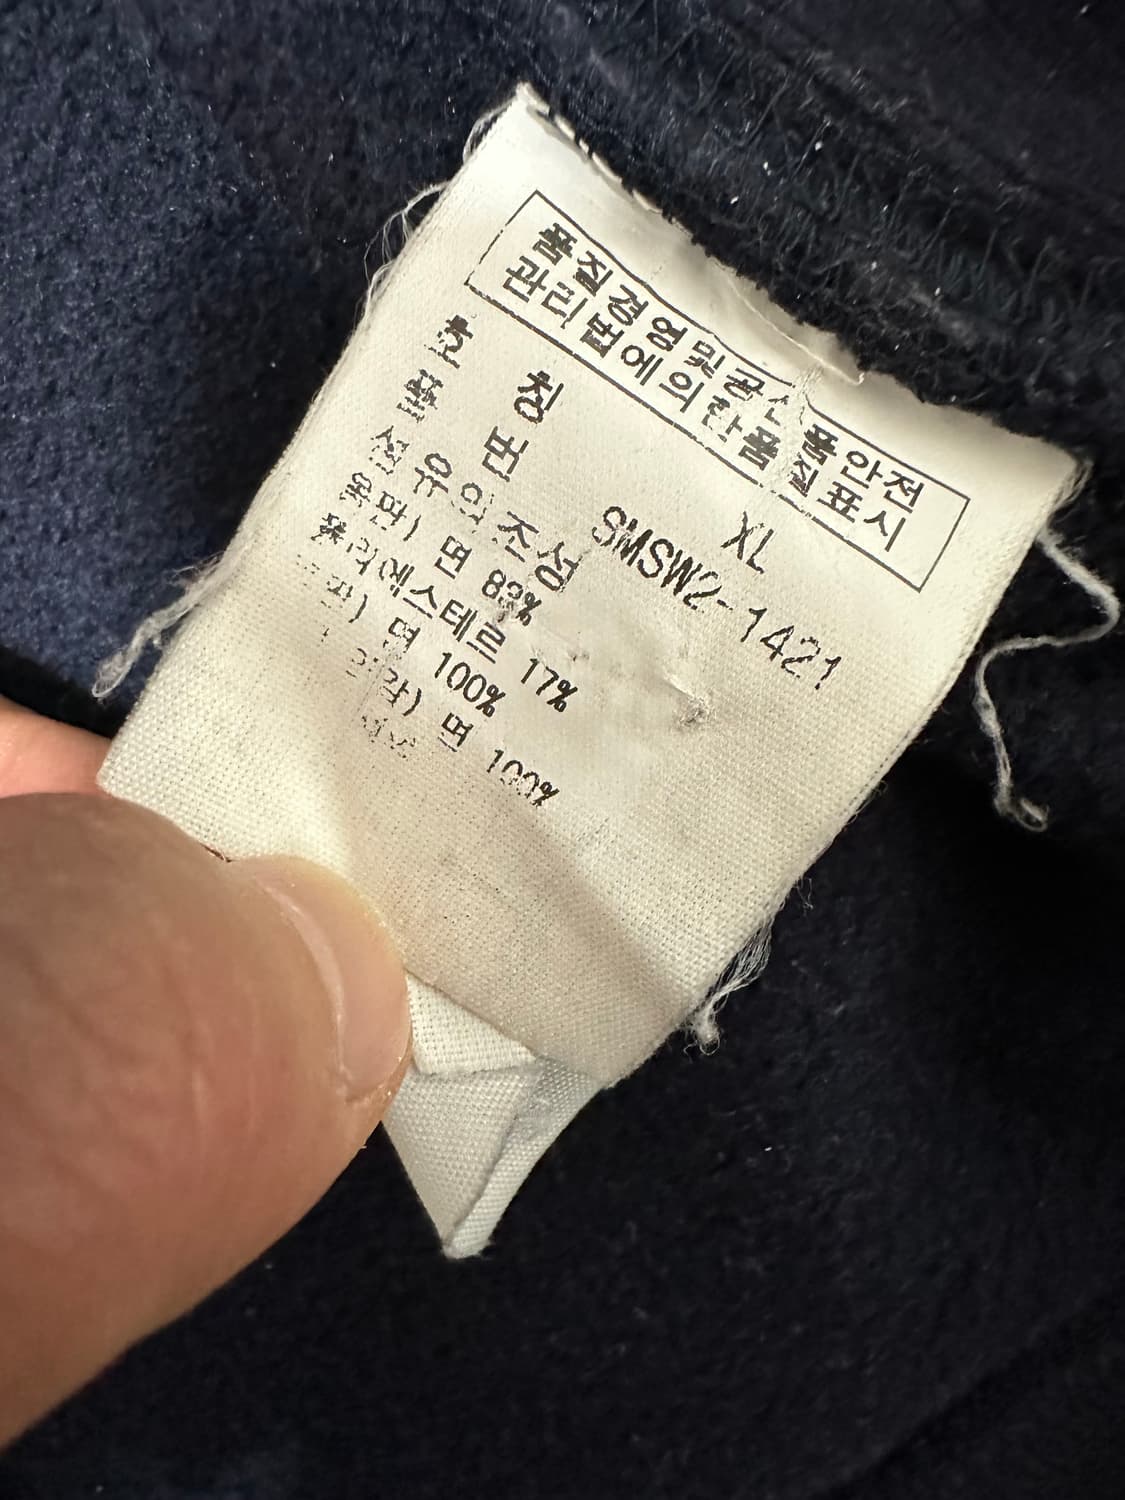 품질경영및공산품안전
관리법에의한품질표시
호칭 XL
품번 SMSW2-1421
섬유의조성
면 83%
폴리에스테르 17%
면 100%
면 100%